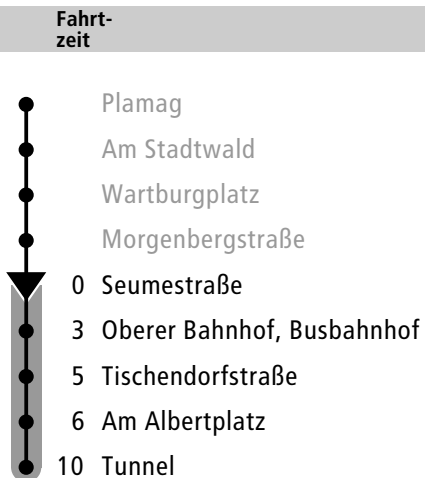 Fahrt-
zeit
Plamag
Am Stadtwald
Wartburgplatz
Morgenbergstraße
0 Seumestraße
3 Oberer Bahnhof, Busbahnhof
5 Tischendorfstraße
6 Am Albertplatz
10 Tunnel